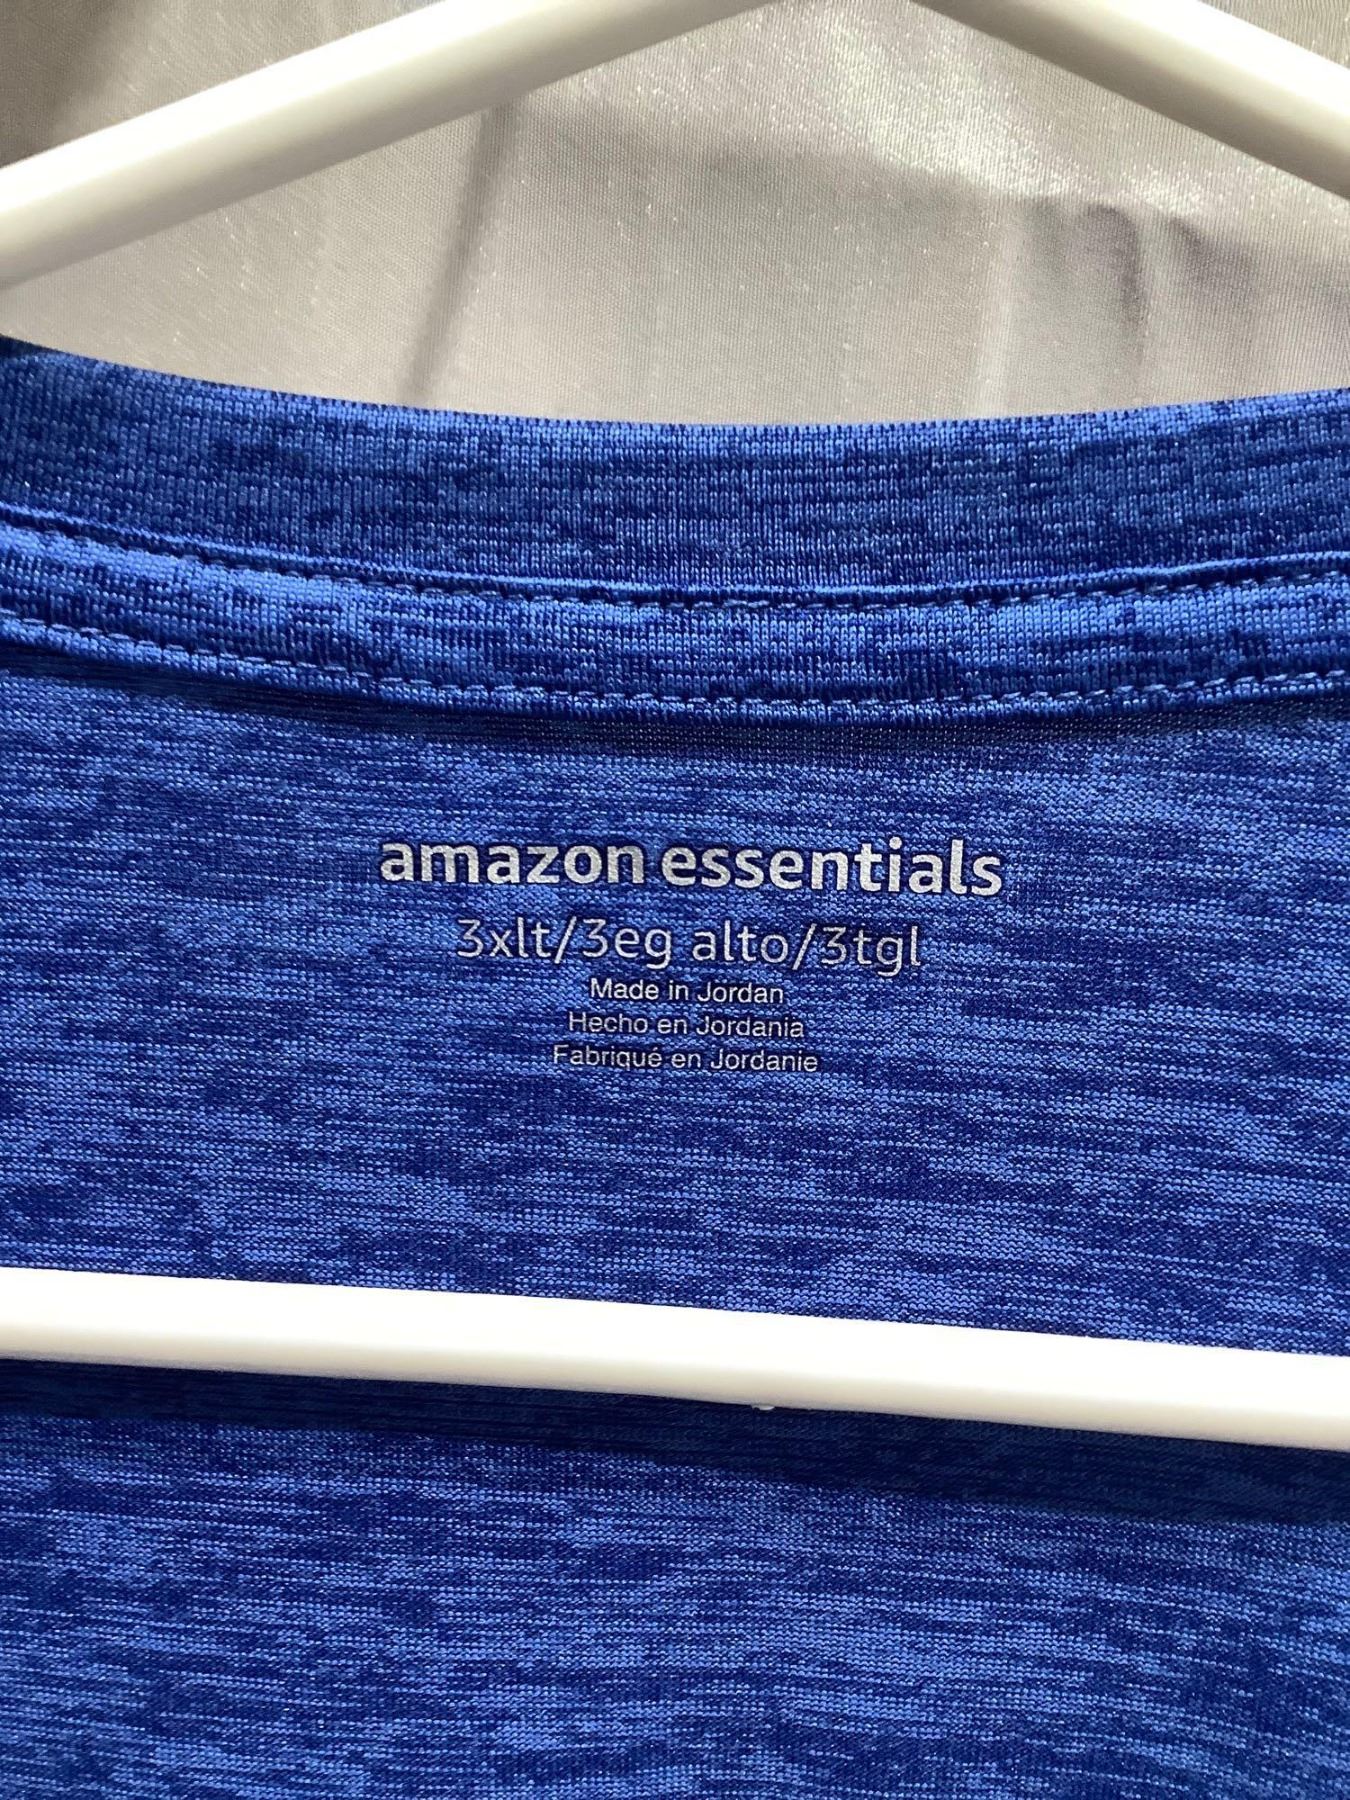 amazon essentials
3xlt/3eg alto/3tgl
Made in Jordan
Hecho en Jordania
Fabriqué en Jordanie